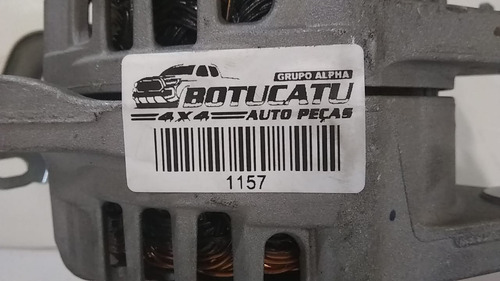 GRUPO ALPHA
BOTUCATU
4X4 AUTO PEÇAS
1157